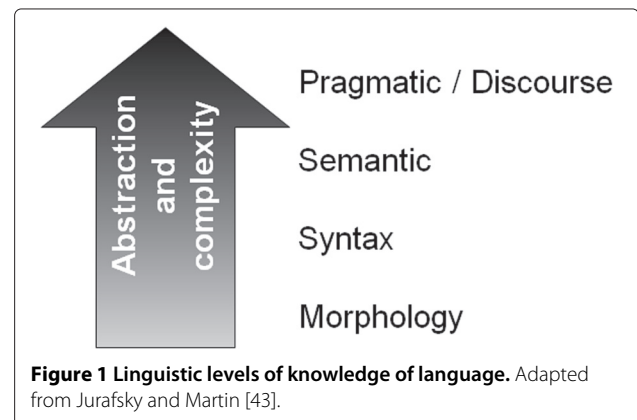 Abstraction
and
complexity
Pragmatic / Discourse
Semantic
Syntax
Morphology
Figure 1 Linguistic levels of knowledge of language. Adapted
from Jurafsky and Martin [43].